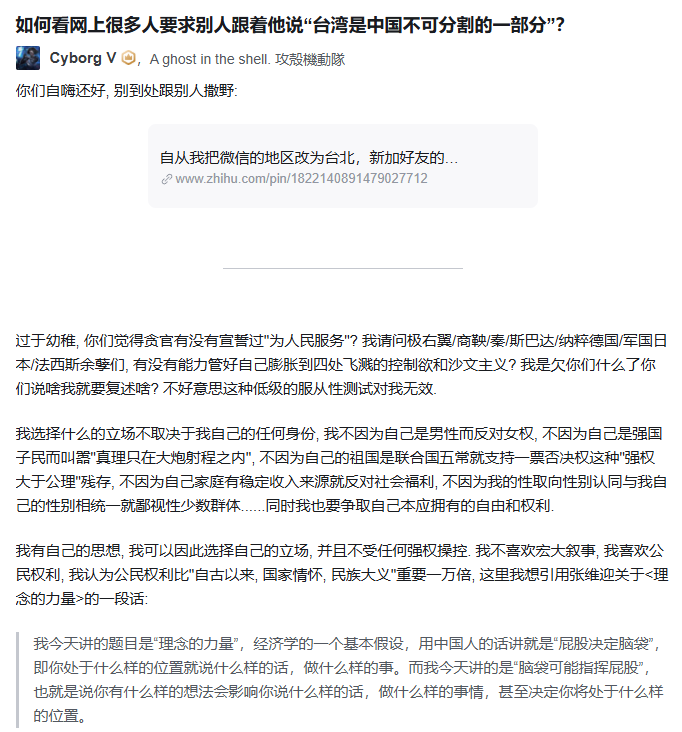 如何看网上很多人要求别人跟着他说“台湾是中国不可分割的一部分”？
Cyborg V ，A ghost in the shell. 攻殻機動隊
你们自嗨还好, 别到处跟别人撒野:
自从我把微信的地区改为台北，新加好友的…
www.zhihu.com/pin/1822140891479027712
过于幼稚, 你们觉得贪官有没有宣誓过"为人民服务"? 我请问极右翼/商鞅/秦/斯巴达/纳粹德国/军国日
本/法西斯余孽们, 有没有能力管好自己膨胀到四处飞溅的控制欲和沙文主义? 我是欠你们什么了你
们说啥我就要复述啥? 不好意思这种低级的服从性测试对我无效.
我选择什么的立场不取决于我自己的任何身份, 我不因为自己是男性而反对女权, 不因为自己是强国
子民而叫嚣"真理只在大炮射程之内", 不因为自己的祖国是联合国五常就支持一票否决权这种"强权
大于公理"残存, 不因为自己家庭有稳定收入来源就反对社会福利, 不因为我的性取向性别认同与我自
己的性别相统一就鄙视性少数群体......同时我也要争取自己本应拥有的自由和权利.
我有自己的思想, 我可以因此选择自己的立场, 并且不受任何强权操控. 我不喜欢宏大叙事, 我喜欢公
民权利, 我认为公民权利比"自古以来, 国家情怀, 民族大义"重要一万倍, 这里我想引用张维迎关于<理
念的力量>的一段话:
我今天讲的题目是“理念的力量”，经济学的一个基本假设，用中国人的话讲就是“屁股决定脑袋”，
即你处于什么样的位置就说什么样的话，做什么样的事。而我今天讲的是“脑袋可能指挥屁股”，
也就是说你有什么样的想法会影响你说什么样的话，做什么样的事情，甚至决定你将处于什么样
的位置。